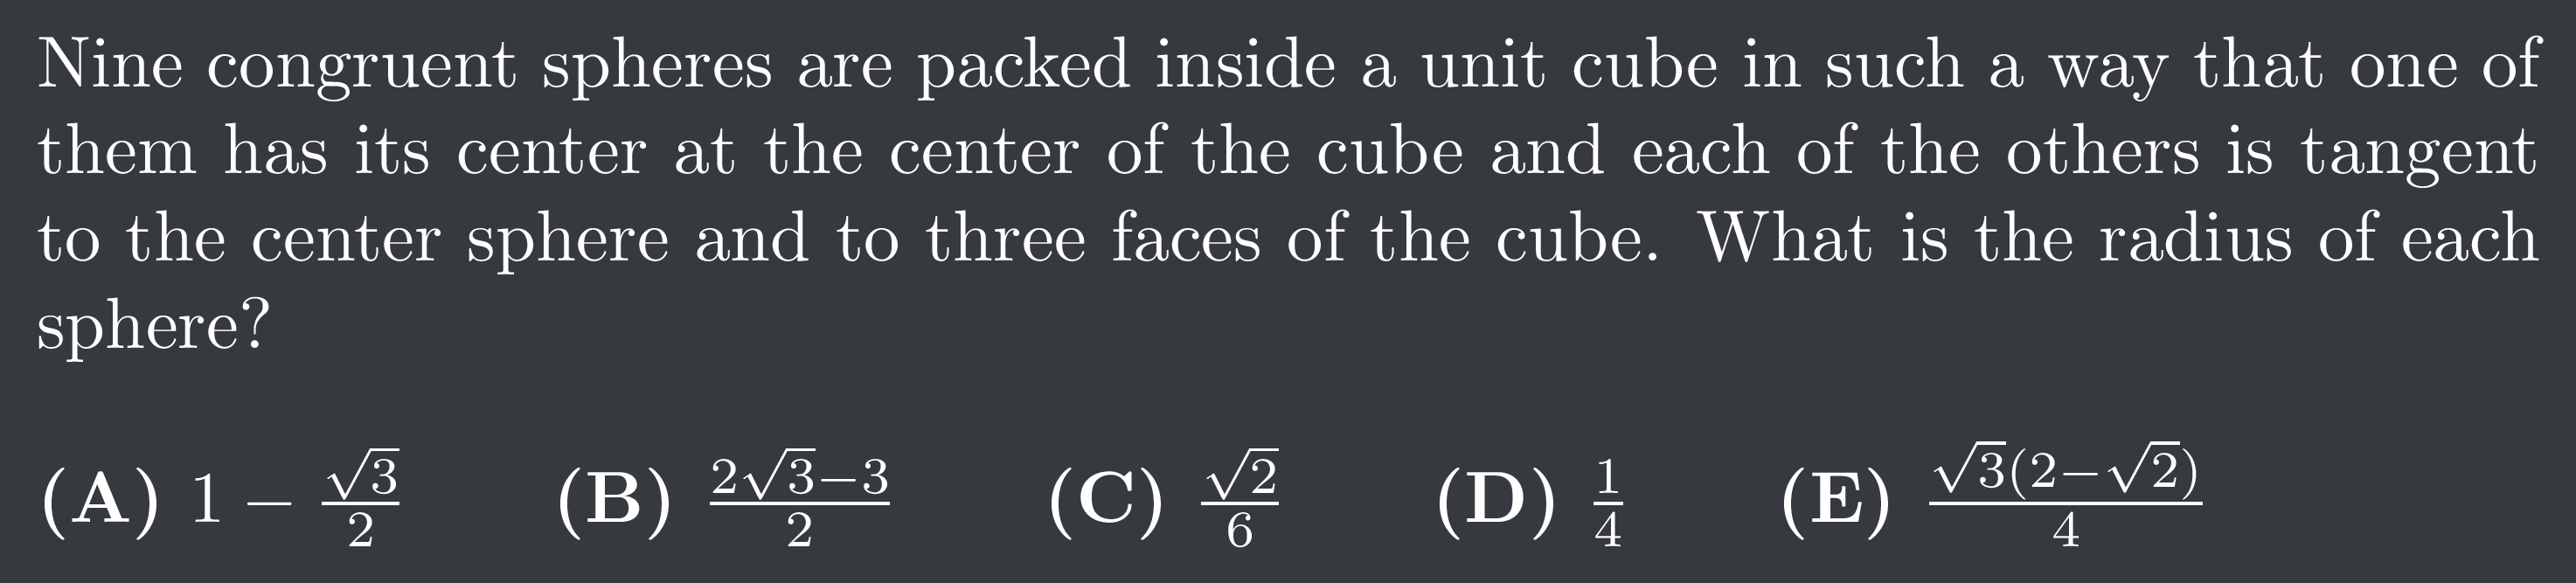 Nine congruent spheres are packed inside a unit cube in such a way that one of
them has its center at the center of the cube and each of the others is tangent
to the center sphere and to three faces of the cube. What is the radius of each
sphere?
(A) 1 − √3/2 (B) 2√3−3/2 (C) √2/6 (D) 1/4 (E) √3(2−√2)/4